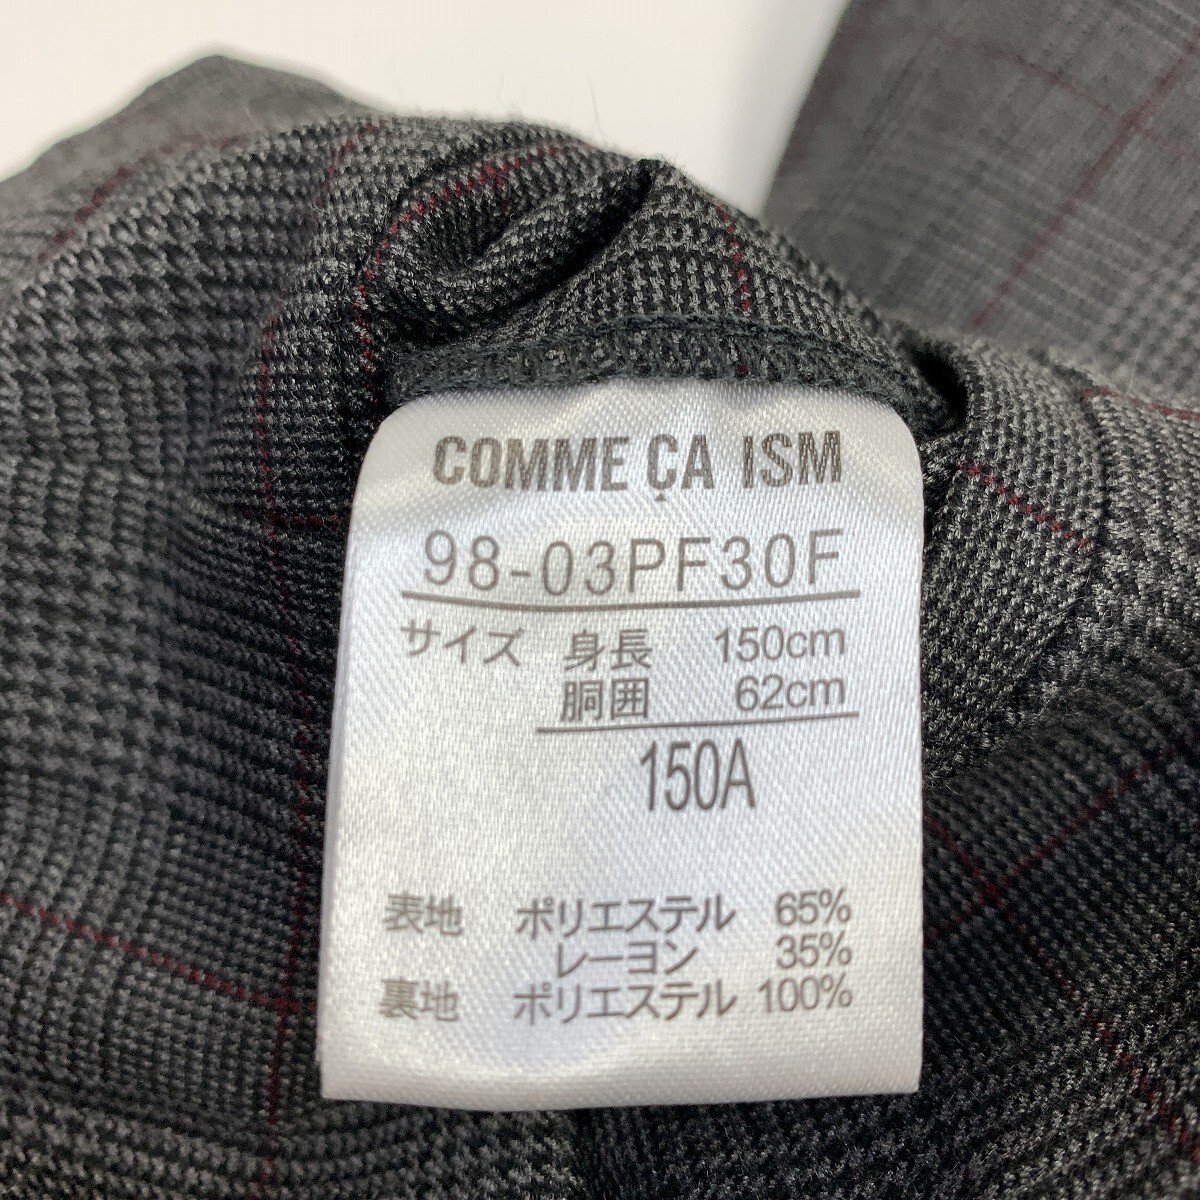 COMME ÇA ISM
98-03PF30F
サイズ 身長 150cm
胴囲 62cm
150A
表地 ポリエステル 65%
レーヨン 35%
裏地 ポリエステル 100%